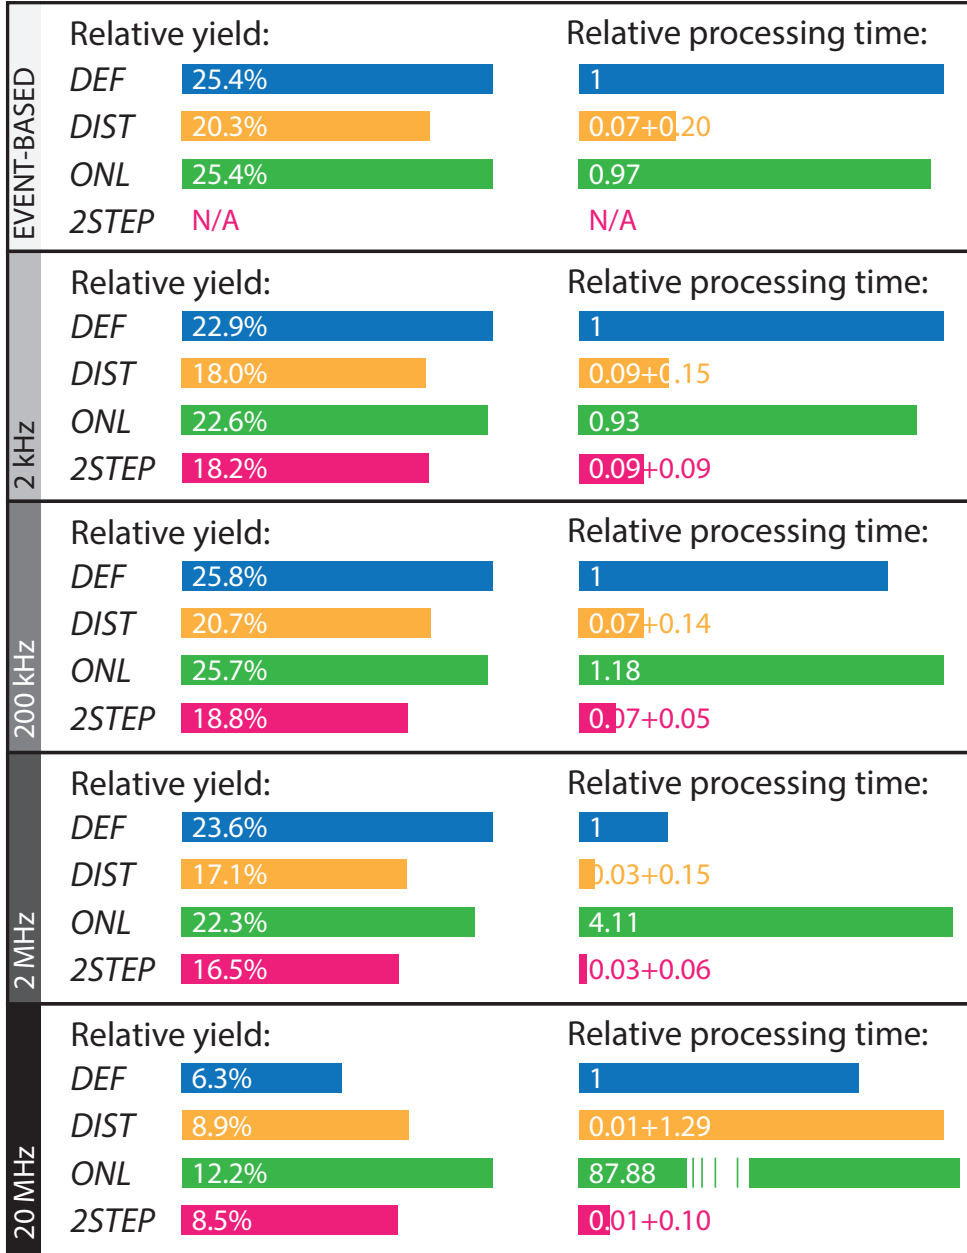 EVENT-BASED
Relative yield: Relative processing time:
DEF 25.4% 1
DIST 20.3% 0.07+0.20
ONL 25.4% 0.97
2STEP N/A N/A
2 kHz
Relative yield: Relative processing time:
DEF 22.9% 1
DIST 18.0% 0.09+0.15
ONL 22.6% 0.93
2STEP 18.2% 0.09+0.09
200 kHz
Relative yield: Relative processing time:
DEF 25.8% 1
DIST 20.7% 0.07+0.14
ONL 25.7% 1.18
2STEP 18.8% 0.07+0.05
2 MHz
Relative yield: Relative processing time:
DEF 23.6% 1
DIST 17.1% 0.03+0.15
ONL 22.3% 4.11
2STEP 16.5% 0.03+0.06
20 MHz
Relative yield: Relative processing time:
DEF 6.3% 1
DIST 8.9% 0.01+1.29
ONL 12.2% 87.88
2STEP 8.5% 0.01+0.10